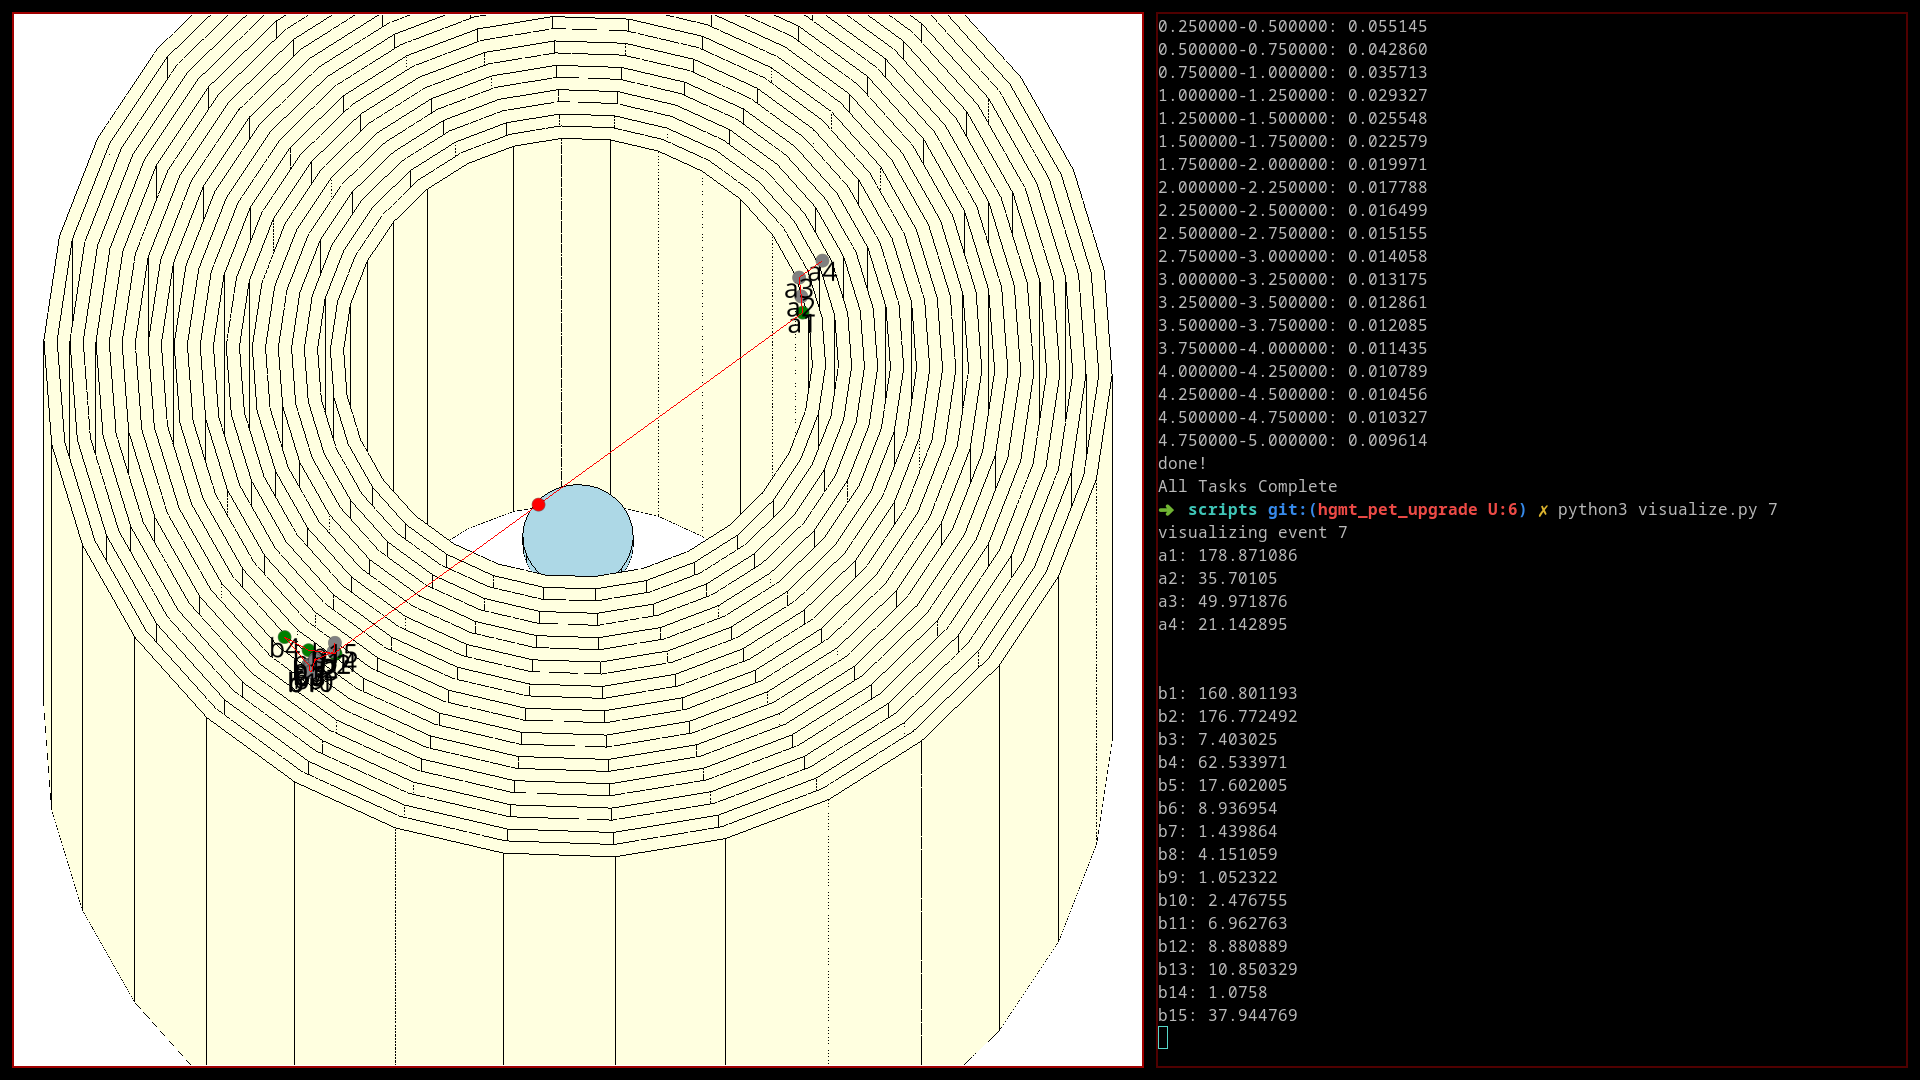 a4
a3
a2
a1
b4
0.250000-0.500000: 0.055145
0.500000-0.750000: 0.042860
0.750000-1.000000: 0.035713
1.000000-1.250000: 0.029327
1.250000-1.500000: 0.025548
1.500000-1.750000: 0.022579
1.750000-2.000000: 0.019971
2.000000-2.250000: 0.017788
2.250000-2.500000: 0.016499
2.500000-2.750000: 0.015155
2.750000-3.000000: 0.014058
3.000000-3.250000: 0.013175
3.250000-3.500000: 0.012861
3.500000-3.750000: 0.012085
3.750000-4.000000: 0.011435
4.000000-4.250000: 0.010789
4.250000-4.500000: 0.010456
4.500000-4.750000: 0.010327
4.750000-5.000000: 0.009614
done!
All Tasks Complete
➜ scripts git:(hgmt_pet_upgrade U:6) ✗ python3 visualize.py 7
visualizing event 7
a1: 178.871086
a2: 35.70105
a3: 49.971876
a4: 21.142895
b1: 160.801193
b2: 176.772492
b3: 7.403025
b4: 62.533971
b5: 17.602005
b6: 8.936954
b7: 1.439864
b8: 4.151059
b9: 1.052322
b10: 2.476755
b11: 6.962763
b12: 8.880889
b13: 10.850329
b14: 1.0758
b15: 37.944769